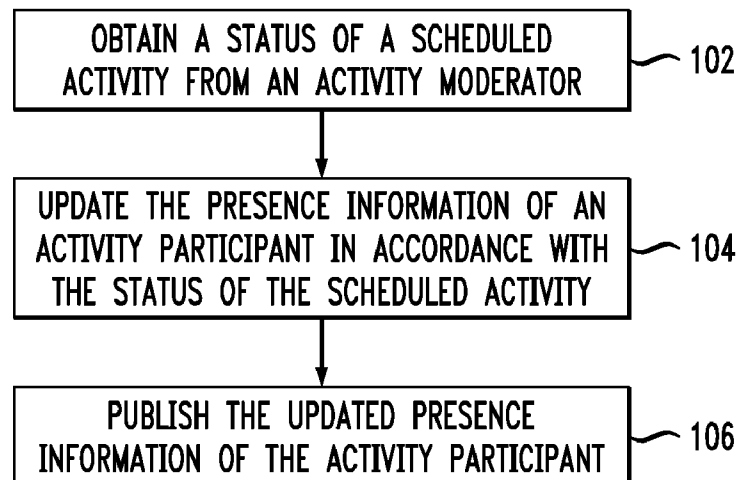 OBTAIN A STATUS OF A SCHEDULED
ACTIVITY FROM AN ACTIVITY MODERATOR
102
UPDATE THE PRESENCE INFORMATION OF AN
ACTIVITY PARTICIPANT IN ACCORDANCE WITH
THE STATUS OF THE SCHEDULED ACTIVITY
104
PUBLISH THE UPDATED PRESENCE
INFORMATION OF THE ACTIVITY PARTICIPANT
106